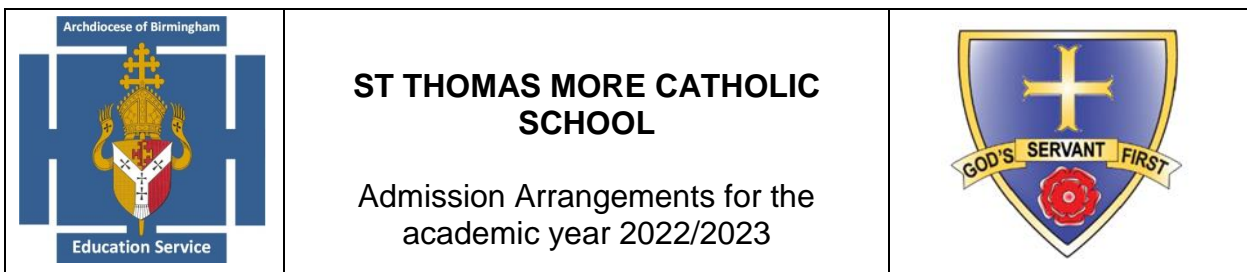 Archdiocese of Birmingham
Education Service
ST THOMAS MORE CATHOLIC
SCHOOL
Admission Arrangements for the
academic year 2022/2023
GOD'S SERVANT FIRST